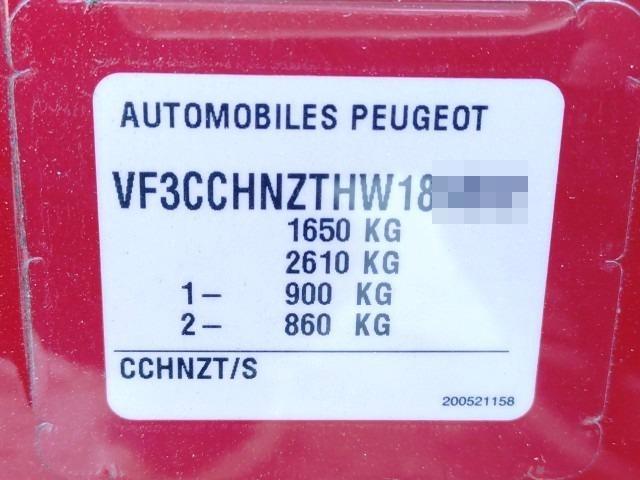 AUTOMOBILES PEUGEOT
VF3CCHNZTHW18
1650 KG
2610 KG
1– 900 KG
2– 860 KG
CCHNZT/S
200521158